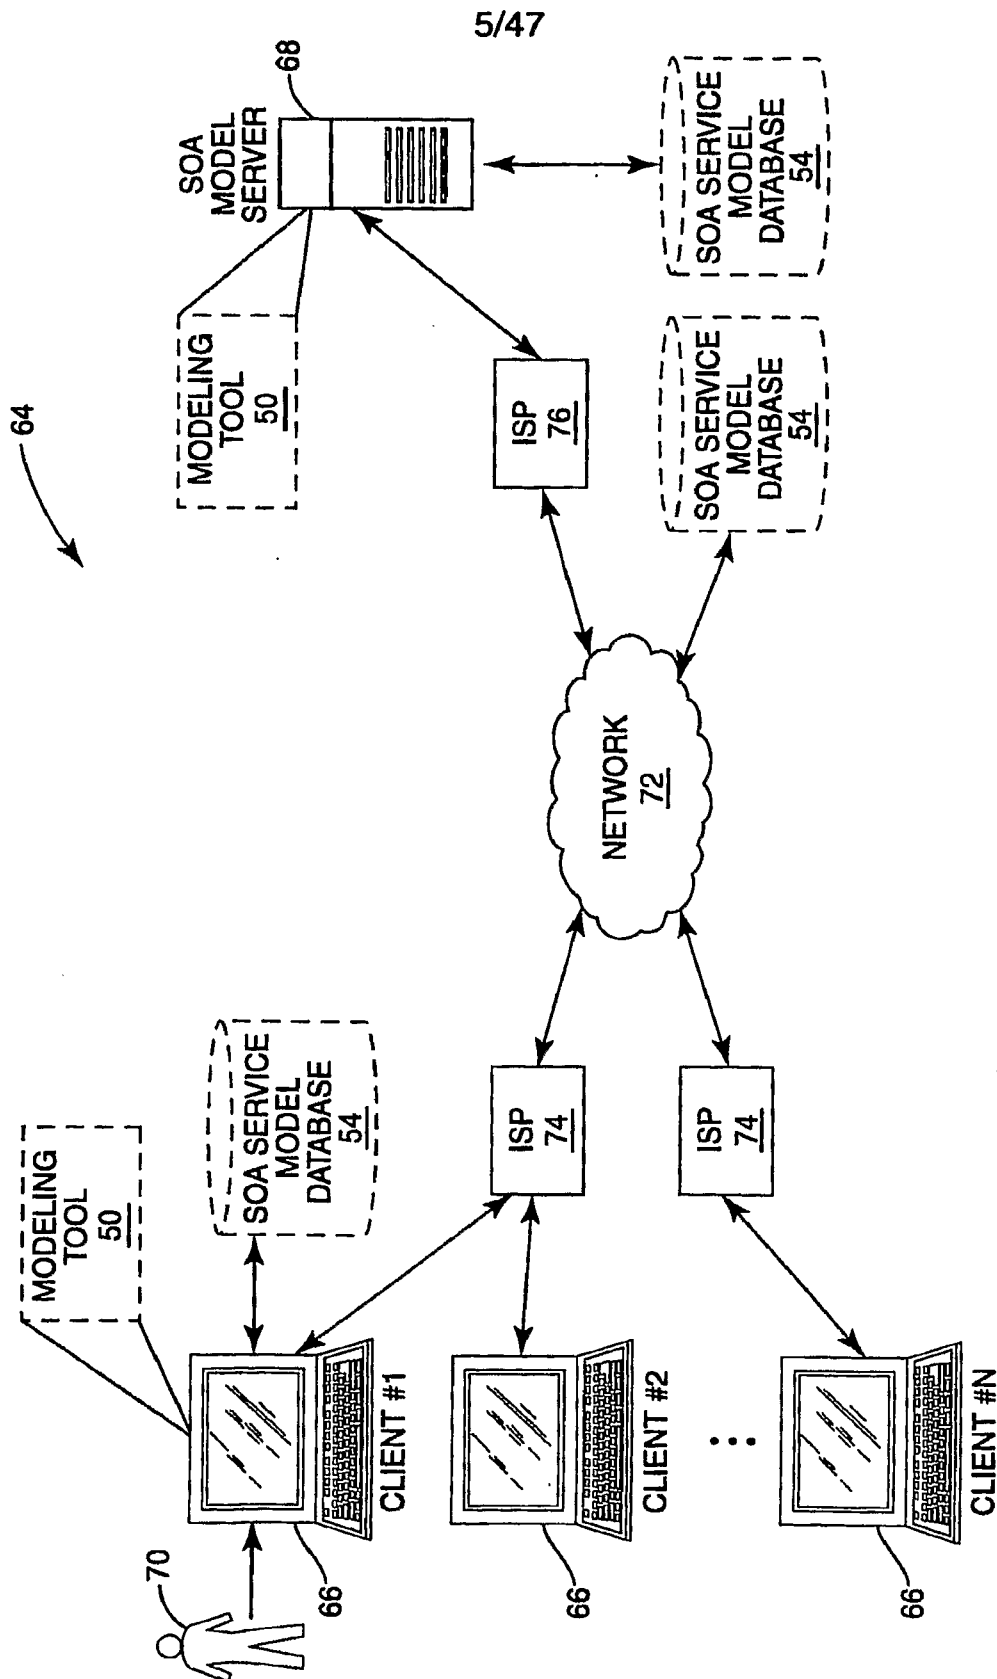 5/47
64
70
66
CLIENT #1
MODELING
TOOL
50
SOA SERVICE
MODEL
DATABASE
54
66
CLIENT #2
66
CLIENT #N
ISP
74
ISP
74
NETWORK
72
ISP
76
MODELING
TOOL
50
SOA
MODEL
SERVER
68
SOA SERVICE
MODEL
DATABASE
54
SOA SERVICE
MODEL
DATABASE
54